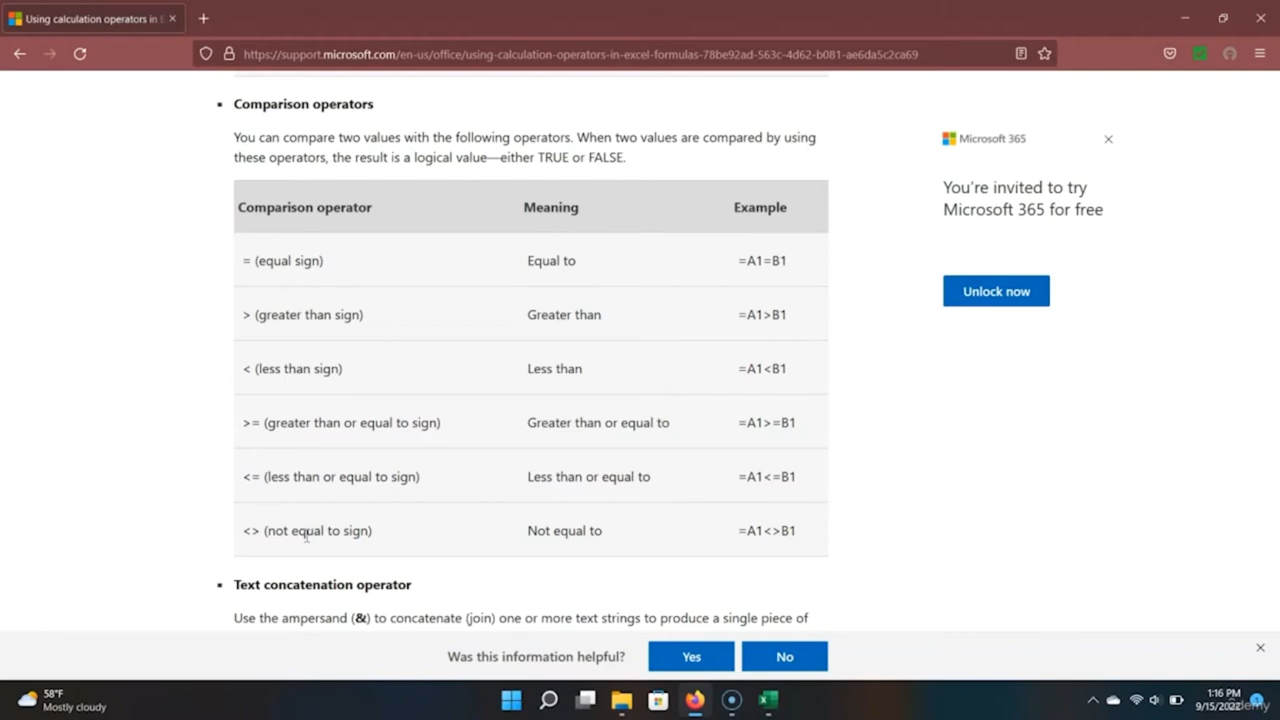 Using calculation operators in E
https://support.microsoft.com/en-us/office/using-calculation-operators-in-excel-formulas-78be92ad-563c-4d62-b081-ae6da5c2ca69
Comparison operators
You can compare two values with the following operators. When two values are compared by using
these operators, the result is a logical value—either TRUE or FALSE.
Comparison operator Meaning Example
= (equal sign) Equal to =A1=B1
> (greater than sign) Greater than =A1>B1
< (less than sign) Less than =A1<B1
>= (greater than or equal to sign) Greater than or equal to =A1>=B1
<= (less than or equal to sign) Less than or equal to =A1<=B1
<> (not equal to sign) Not equal to =A1<>B1
Text concatenation operator
Use the ampersand (&) to concatenate (join) one or more text strings to produce a single piece of
Microsoft 365
You're invited to try
Microsoft 365 for free
Unlock now
Was this information helpful? Yes No
58°F
Mostly cloudy
1:16 PM
9/15/2022
Udemy